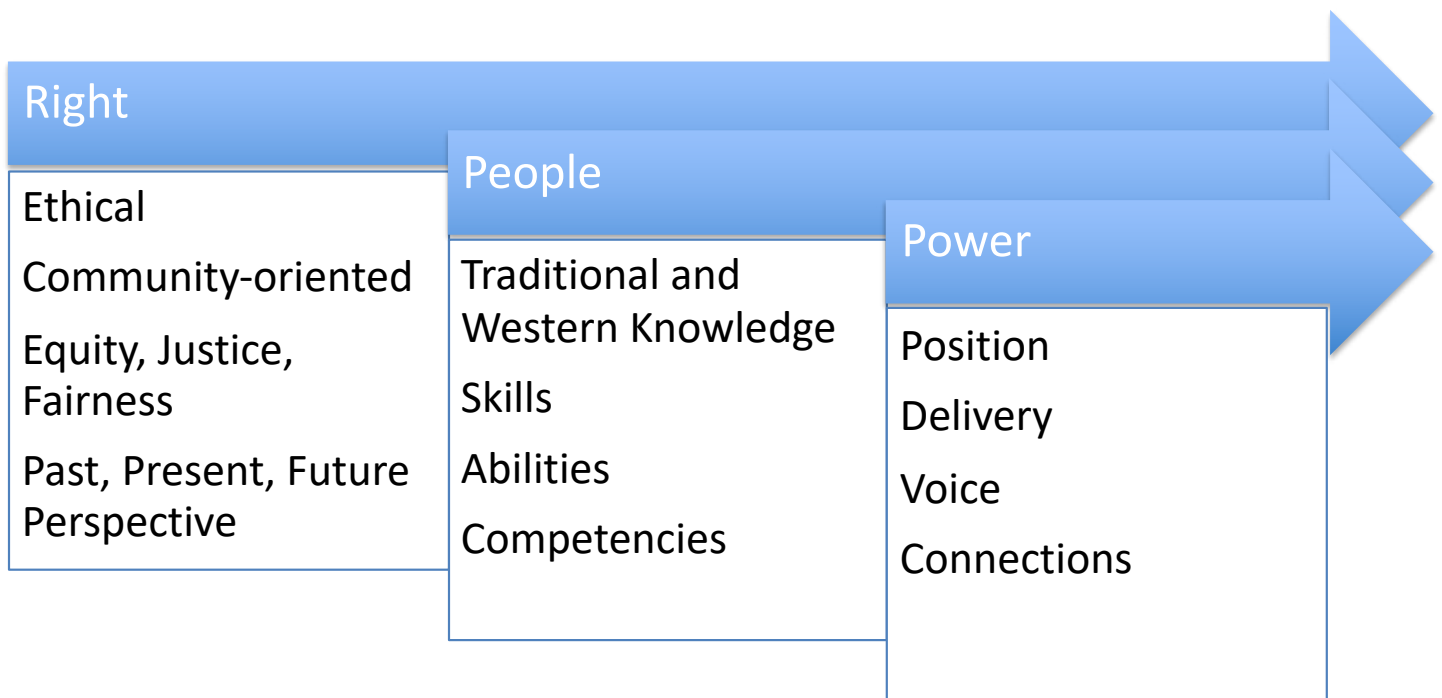 Right
Ethical
Community-oriented
Equity, Justice,
Fairness
Past, Present, Future
Perspective
People
Traditional and
Western Knowledge
Skills
Abilities
Competencies
Power
Position
Delivery
Voice
Connections